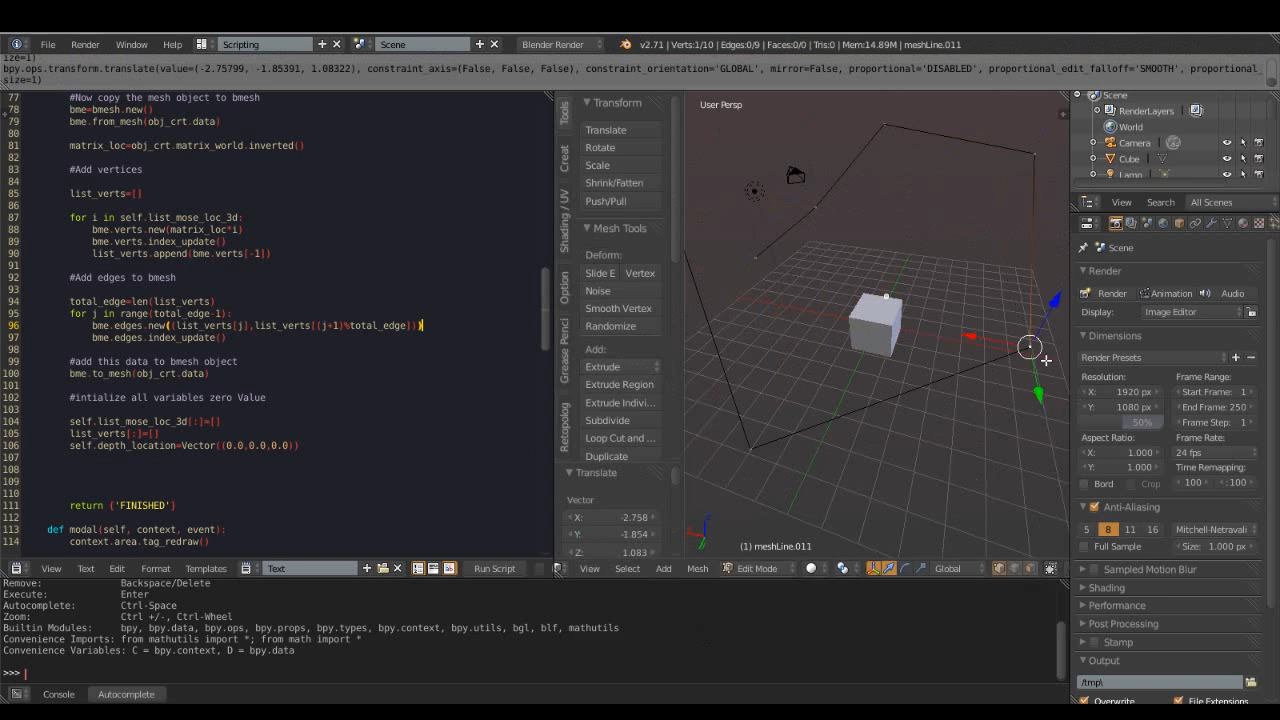 File Render Window Help Scripting Scene Blender Render v2.71 | Verts:1/10 | Edges:0/9 | Faces:0/0 | Tris:0 | Mem:14.89M | meshLine.011
ize=1)
bpy.ops.transform.translate(value=(-2.75799, -1.85391, 1.08322), constraint_axis=(False, False, False), constraint_orientation='GLOBAL', mirror=False, proportional='DISABLED', proportional_edit_falloff='SMOOTH', proportional_
size=1)
77 #Now copy the mesh object to bmesh
78 bme=bmesh.new()
79 bme.from_mesh(obj_crt.data)
80
81 matrix_loc=obj_crt.matrix_world.inverted()
82
83 #Add vertices
84
85 list_verts=[]
86
87 for i in self.list_mose_loc_3d:
88 bme.verts.new(matrix_loc*i)
89 bme.verts.index_update()
90 list_verts.append(bme.verts[-1])
91
92 #Add edges to bmesh
93
94 total_edge=len(list_verts)
95 for j in range(total_edge-1):
96 bme.edges.new((list_verts[j],list_verts[(j+1)%total_edge]))
97 bme.edges.index_update()
98
99 #add this data to bmesh object
100 bme.to_mesh(obj_crt.data)
101
102 #intialize all variables zero Value
103
104 self.list_mose_loc_3d[:]=[]
105 list_verts[:]=[]
106 self.depth_location=Vector((0.0,0.0,0.0))
107
108
109
110
111 return {'FINISHED'}
112
113 def modal(self, context, event):
114 context.area.tag_redraw()
View Edit Format Templates Text Run Script
Tools
Creat
Shading / UV
Option
Grease Penci
Retopolog
Transform
Translate
Rotate
Scale
Shrink/Fatten
Push/Pull
Mesh Tools
Deform:
Slide E Vertex
Noise
Smooth Vertex
Randomize
Add:
Extrude
Extrude Region
Extrude Indivi...
Subdivide
Loop Cut and ...
Duplicate
Translate
Vector
X: -2.758
Y: -1.854
Z: 1.083
User Persp
(1) meshLine.011
View Select Add Mesh Edit Mode Global
Scene
RenderLayers
World
Camera
Cube
Lamp
View Search All Scenes
Scene
Render
Render Animation Audio
Display: Image Editor
Dimensions
Render Presets
Resolution: Frame Range:
X: 1920 px Start Frame: 1
Y: 1080 px End Frame: 250
50% Frame Step: 1
Aspect Ratio: Frame Rate:
X: 1.000 24 fps
Y: 1.000 Time Remapping:
Bord Crop 100 :100
Anti-Aliasing
5 8 11 16 Mitchell-Netravali
Full Sample Size: 1.000 px
Sampled Motion Blur
Shading
Performance
Post Processing
Stamp
Output
/tmp\
Overwrite File Extensions
Remove: Backspace/Delete
Execute: Enter
Autocomplete: Ctrl-Space
Zoom: Ctrl +/-, Ctrl-Wheel
Builtin Modules: bpy, bpy.data, bpy.ops, bpy.props, bpy.types, bpy.context, bpy.utils, bgl, blf, mathutils
Convenience Imports: from mathutils import *; from math import *
Convenience Variables: C = bpy.context, D = bpy.data
>>>
Console Autocomplete